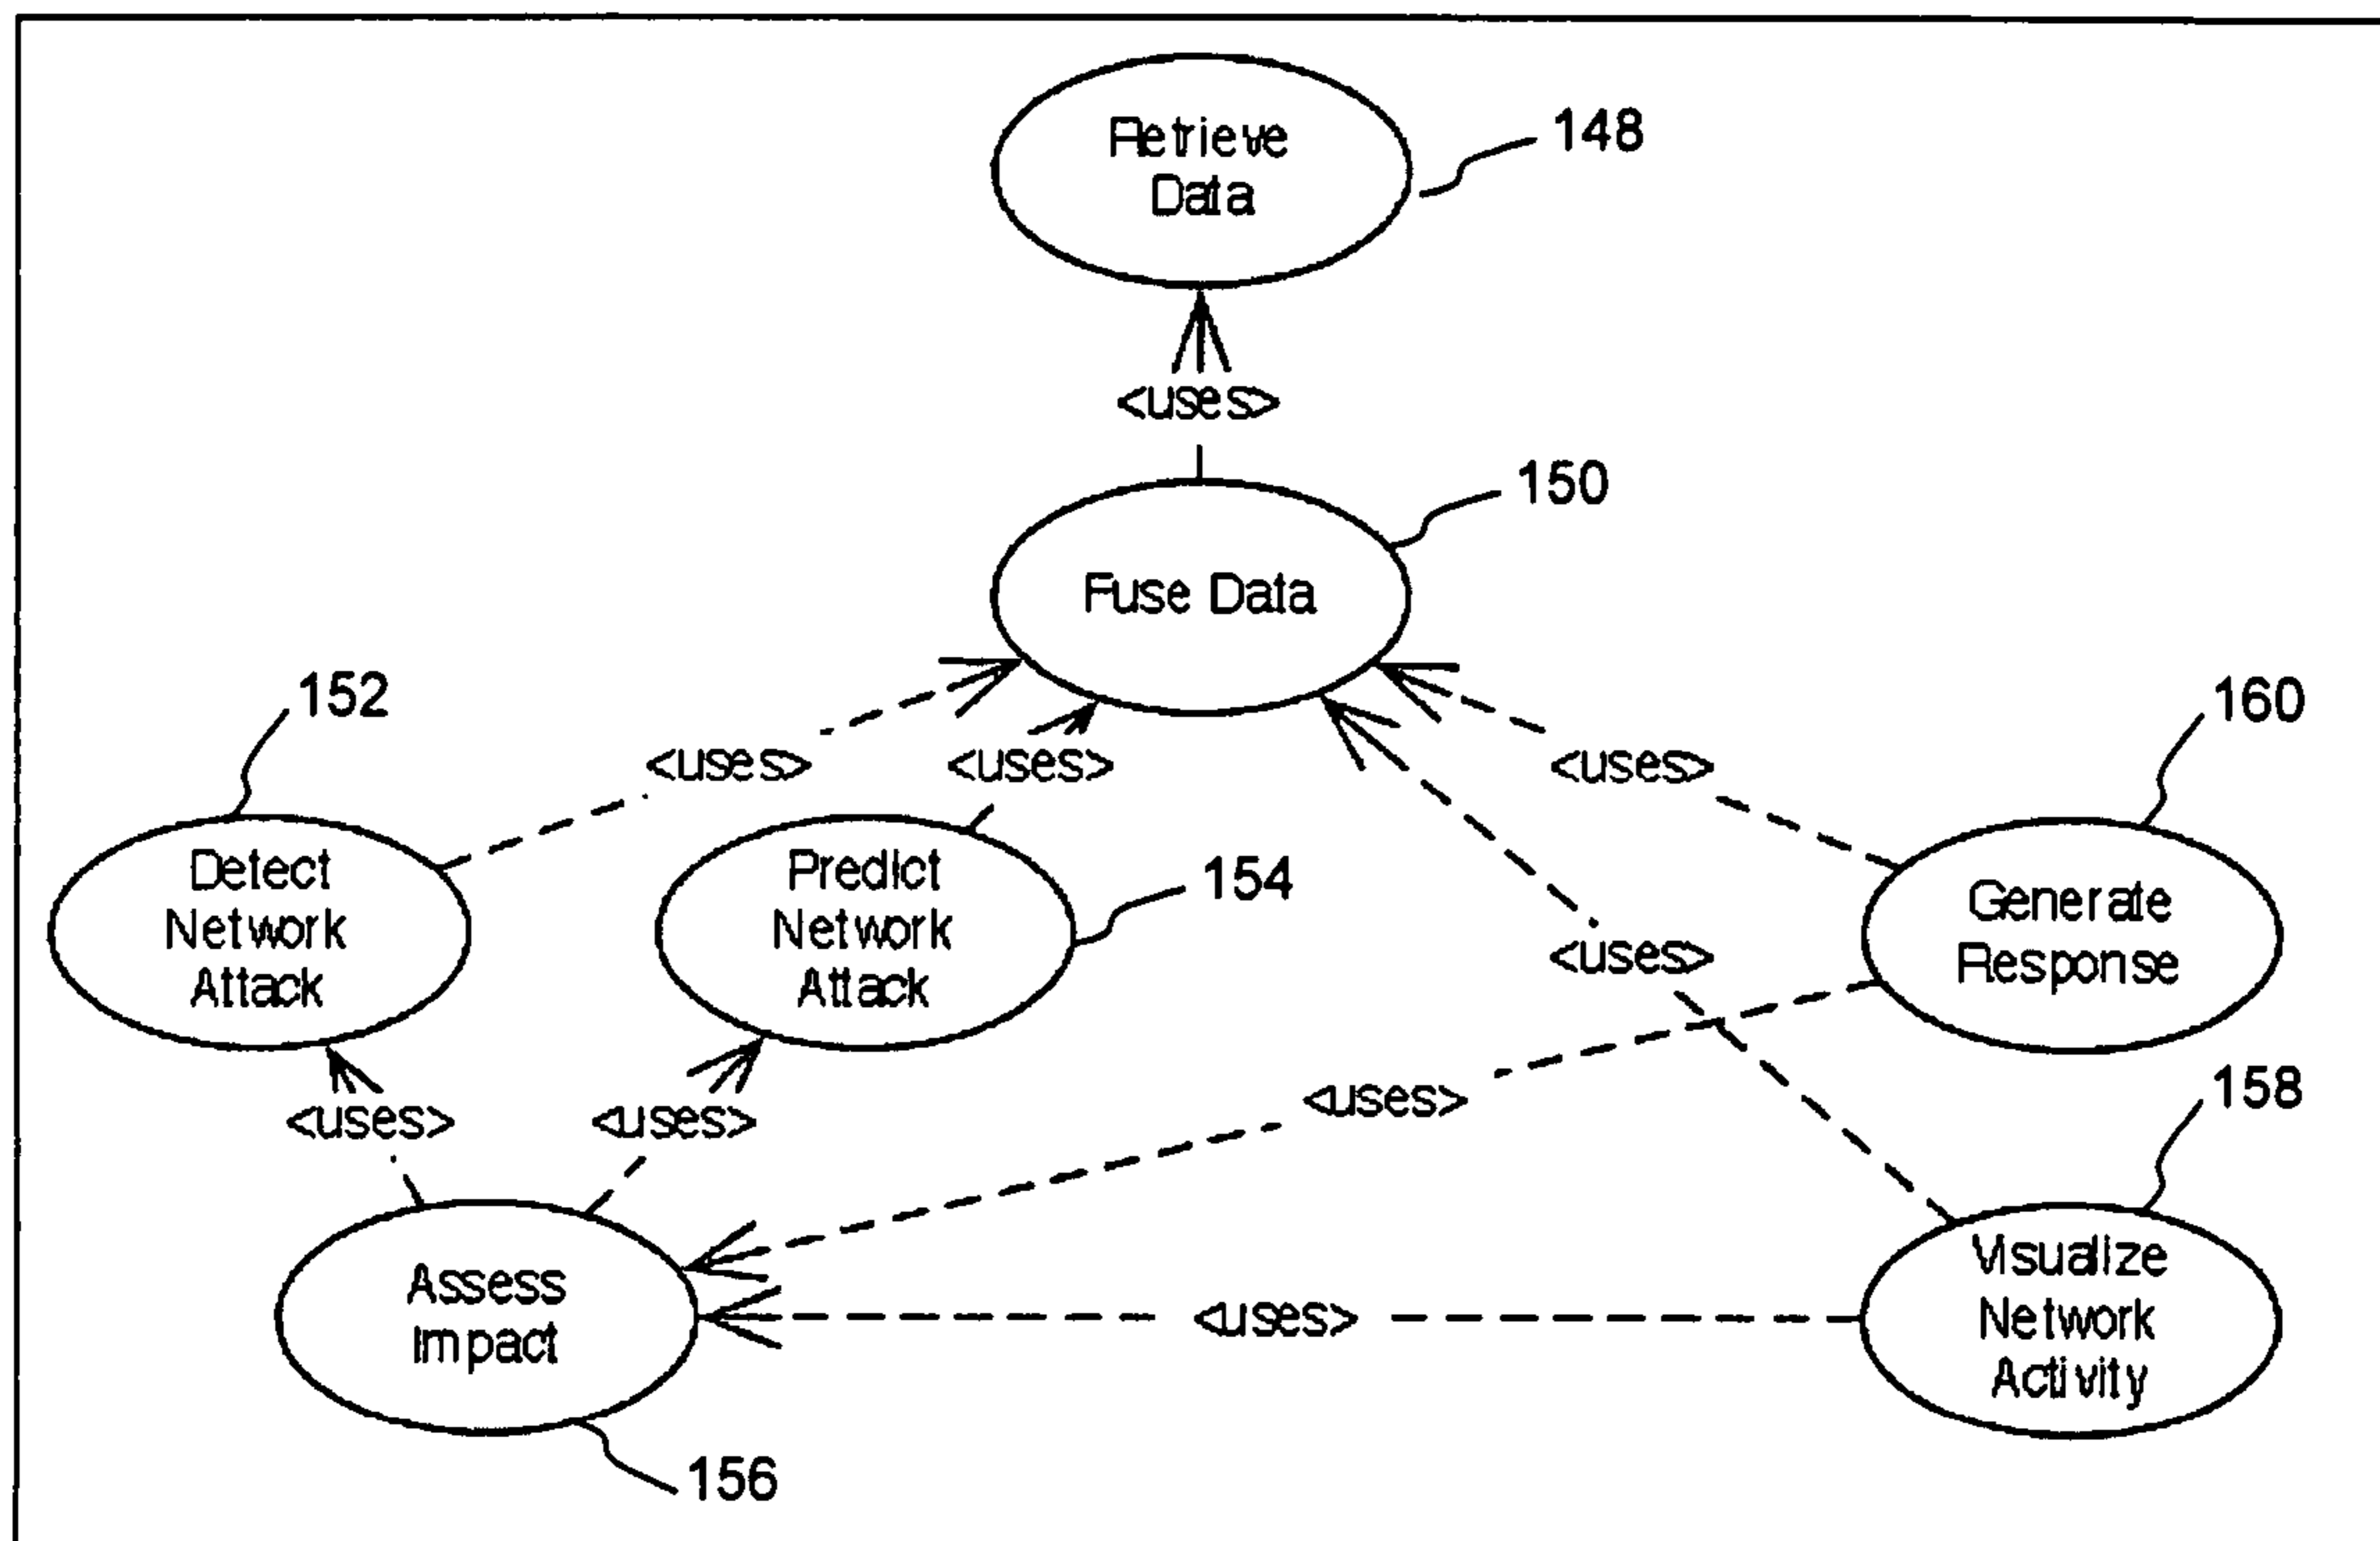 Retrieve
Data
148
<uses>
150
Fuse Data
152
160
<uses>
<uses>
<uses>
Detect
Network
Attack
Predict
Network
Attack
154
Generate
Response
<uses>
158
<uses>
<uses>
<uses>
Assess
Impact
<uses>
Visualize
Network
Activity
156